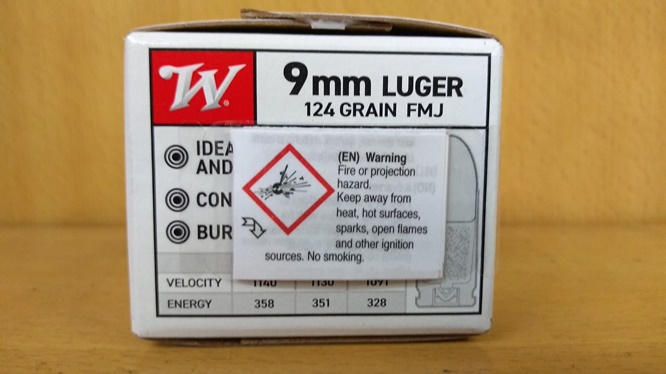 W
9mm LUGER
124 GRAIN FMJ
IDEA
AND
CON
BUR
(EN) Warning
Fire or projection
hazard.
Keep away from
heat, hot surfaces,
sparks, open flames
and other ignition
sources. No smoking.
VELOCITY 1140 1130 1091
ENERGY 358 351 328